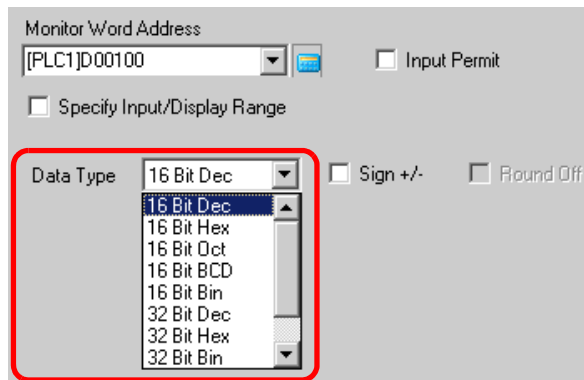 Monitor Word Address
[PLC1]D00100
Input Permit
Specify Input/Display Range
Data Type 16 Bit Dec Sign +/- Round Off
16 Bit Dec
16 Bit Hex
16 Bit Oct
16 Bit BCD
16 Bit Bin
32 Bit Dec
32 Bit Hex
32 Bit Bin